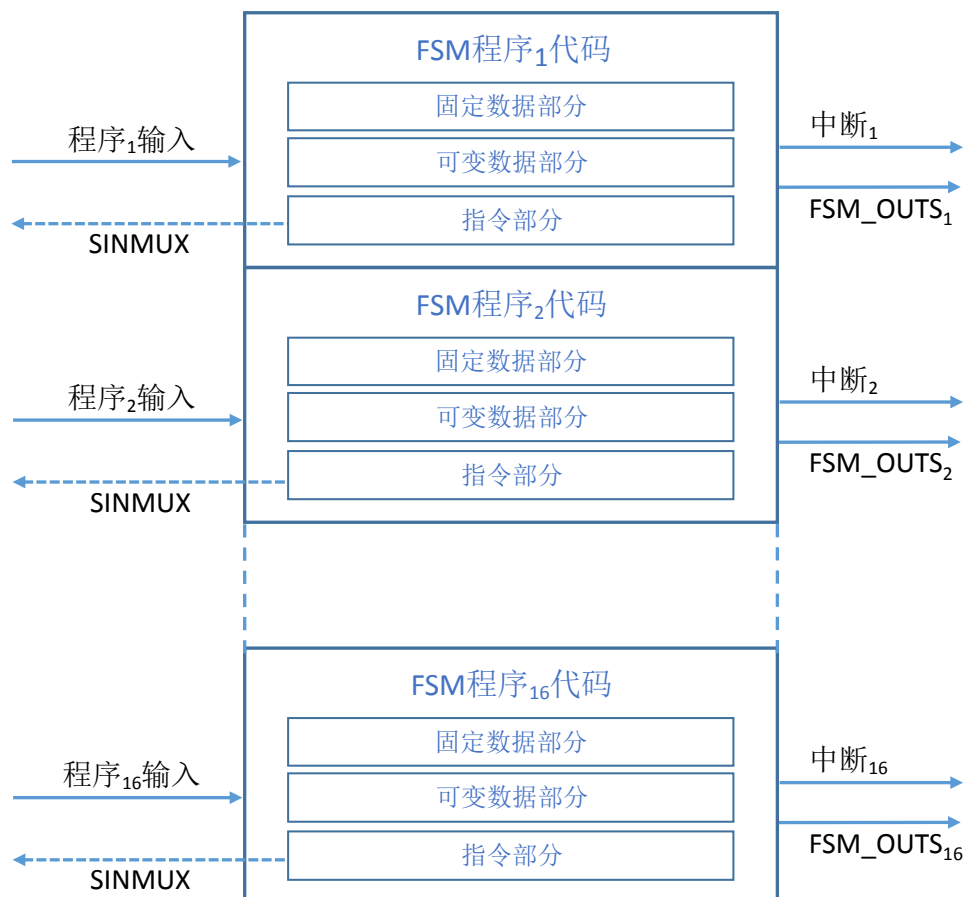 FSM程序₁代码
固定数据部分
程序₁输入
可变数据部分
中断₁
指令部分
FSM_OUTS₁
SINMUX
FSM程序₂代码
固定数据部分
程序₂输入
可变数据部分
中断₂
指令部分
FSM_OUTS₂
SINMUX
FSM程序₁₆代码
固定数据部分
程序₁₆输入
可变数据部分
中断₁₆
指令部分
FSM_OUTS₁₆
SINMUX